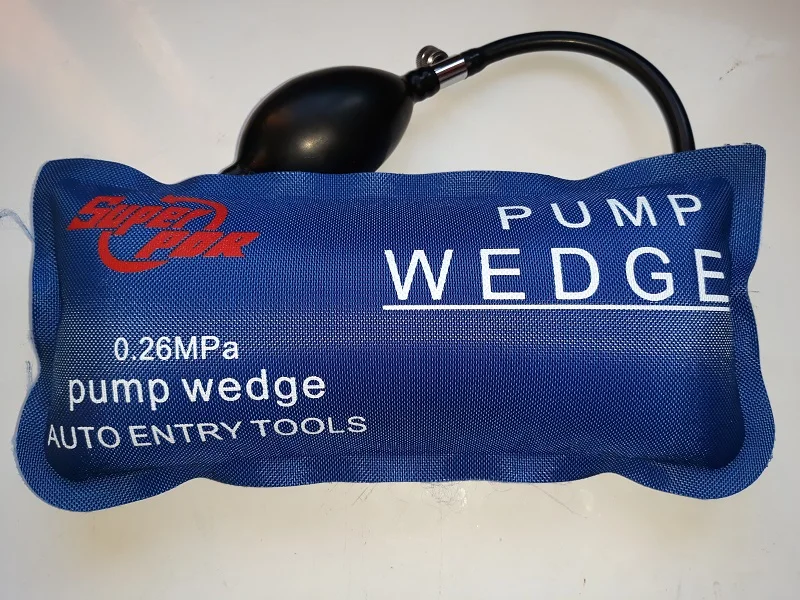 Super
PDR
PUMP
WEDGE
0.26MPa
pump wedge
AUTO ENTRY TOOLS